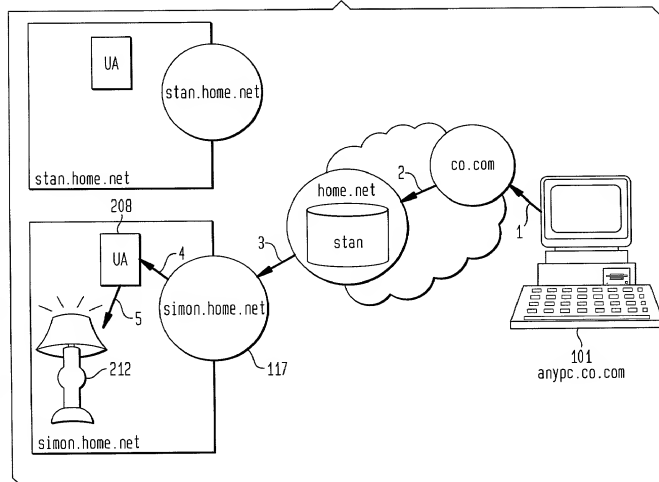 UA
stan.home.net
stan.home.net
208
UA
4
5
212
simon.home.net
117
simon.home.net
3
home.net
stan
2
co.com
1
101
anypc.co.com